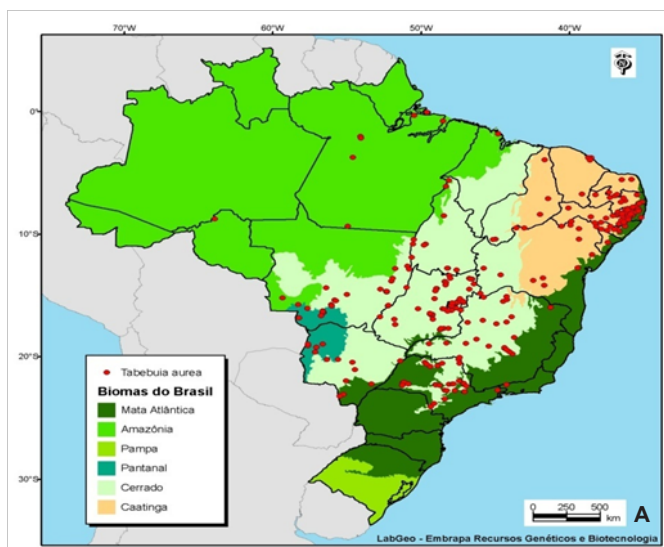 70°W
60°W
50°W
40°W
0°
10°S
20°S
30°S
Tabebuia aurea
Biomas do Brasil
Mata Atlântica
Amazônia
Pampa
Pantanal
Cerrado
Caatinga
0 250 500
km
A
LabGeo - Embrapa Recursos Genéticos e Biotecnologia